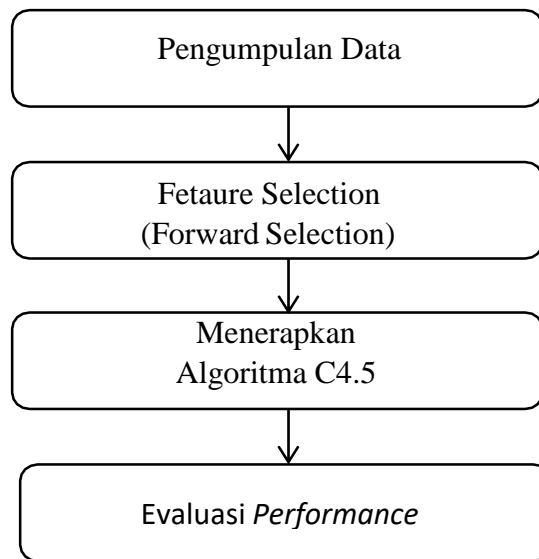 Pengumpulan Data
Fetaure Selection
(Forward Selection)
Menerapkan
Algoritma C4.5
Evaluasi Performance